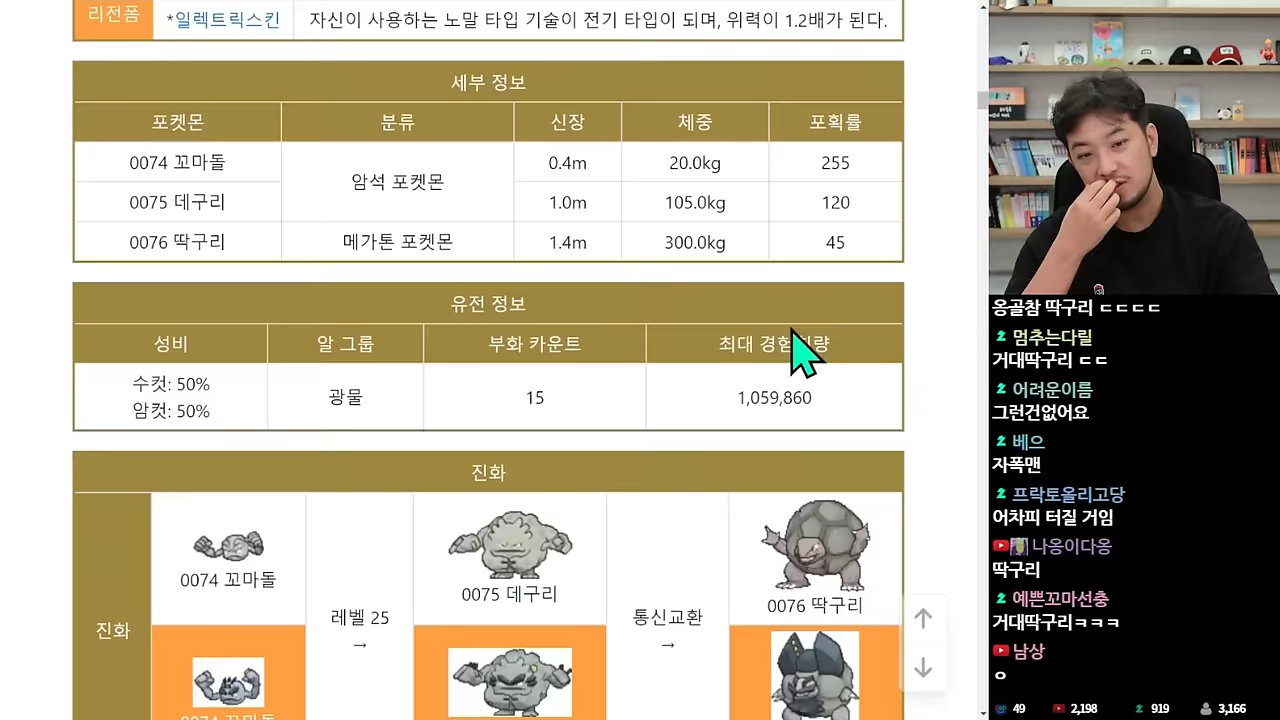 리전폼 *일렉트릭스킨 자신이 사용하는 노말 타입 기술이 전기 타입이 되며, 위력이 1.2배가 된다.
세부 정보
포켓몬 분류 신장 체중 포획률
0074 꼬마돌 0.4m 20.0kg 255
암석 포켓몬
0075 데구리 1.0m 105.0kg 120
0076 딱구리 메가톤 포켓몬 1.4m 300.0kg 45
유전 정보
성비 알 그룹 부화 카운트 최대 경험
수컷: 50%
암컷: 50%
광물 15 1,059,860
진화
진화
0074 꼬마돌
레벨 25
→
0075 데구리
통신교환
→
0076 딱구리
옹골참 딱구리 ㄷㄷㄷㄷ
멈추는다릴
거대딱구리 ㄷㄷ
어려운이름
그런건없어요
베으
자폭맨
프락토올리고당
어차피 터질 거임
나옹이다옹
딱구리
예쁜꼬마선충
거대딱구리ㅋㅋㅋ
남상
ㅇ
49 2,198 919 3,166